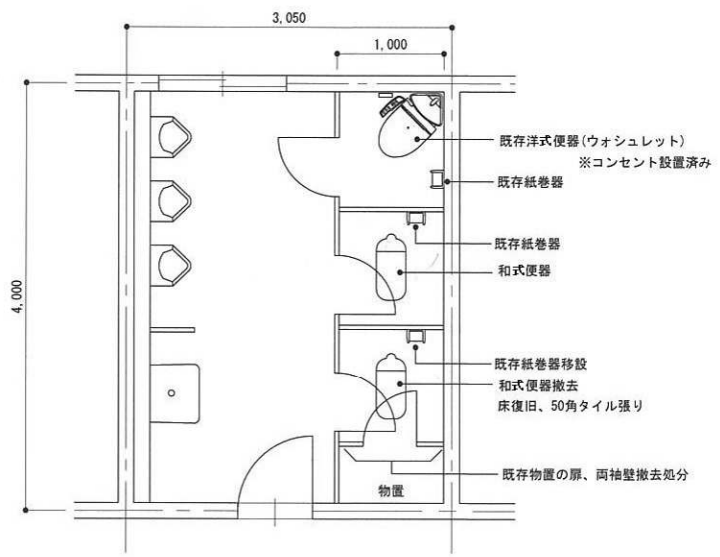 3,050
1,000
既存洋式便器(ウォシュレット)
※コンセント設置済み
既存紙巻器
既存紙巻器
和式便器
4,000
既存紙巻器移設
和式便器撤去
床復旧、50角タイル張り
既存物置の扉、両袖壁撤去処分
物置